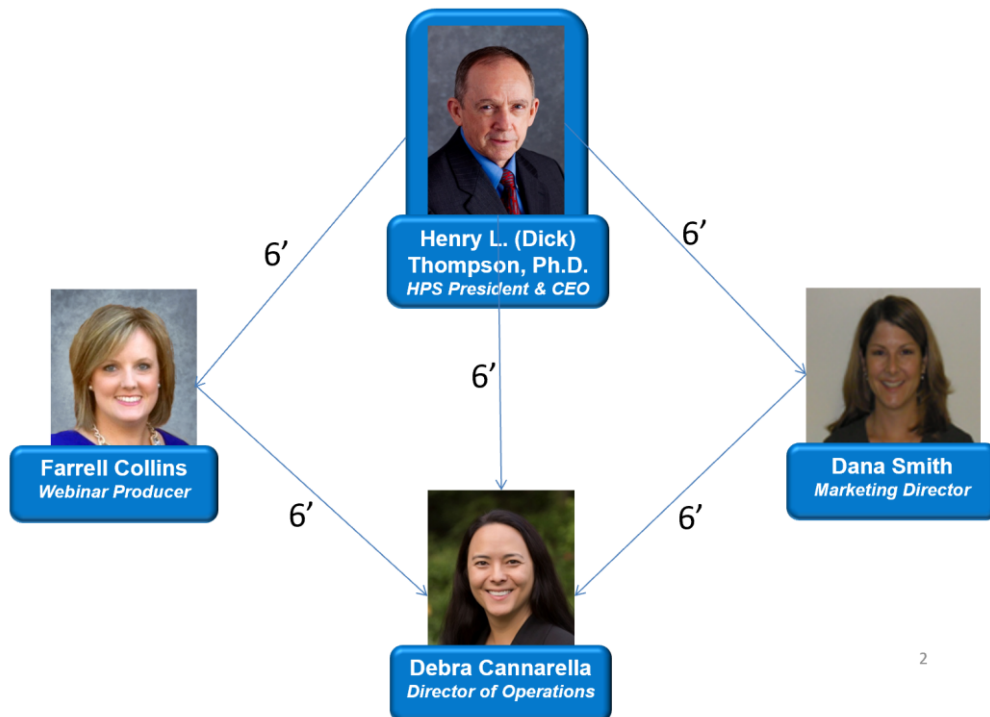 Henry L. (Dick)
Thompson, Ph.D.
HPS President & CEO
6’
6’
6’
Farrell Collins
Webinar Producer
Dana Smith
Marketing Director
6’
6’
Debra Cannarella
Director of Operations
2